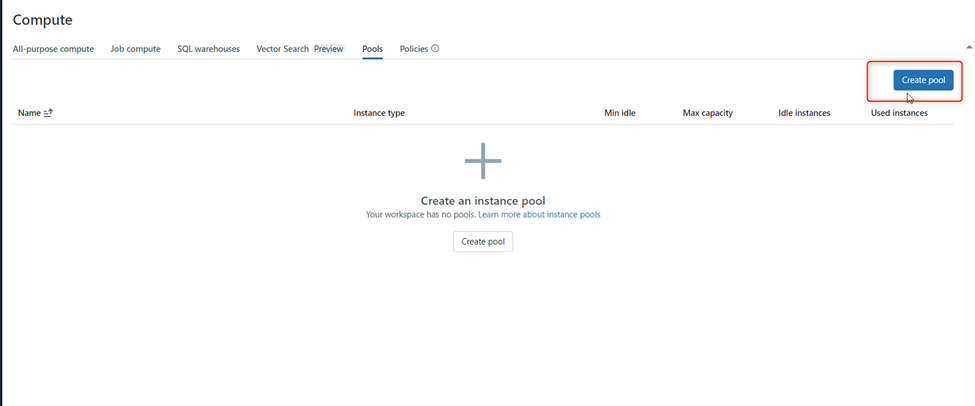 Compute
All-purpose compute Job compute SQL warehouses Vector Search Preview Pools Policies
Create pool
Name Instance type Min idle Max capacity Idle instances Used instances
Create an instance pool
Your workspace has no pools. Learn more about instance pools
Create pool